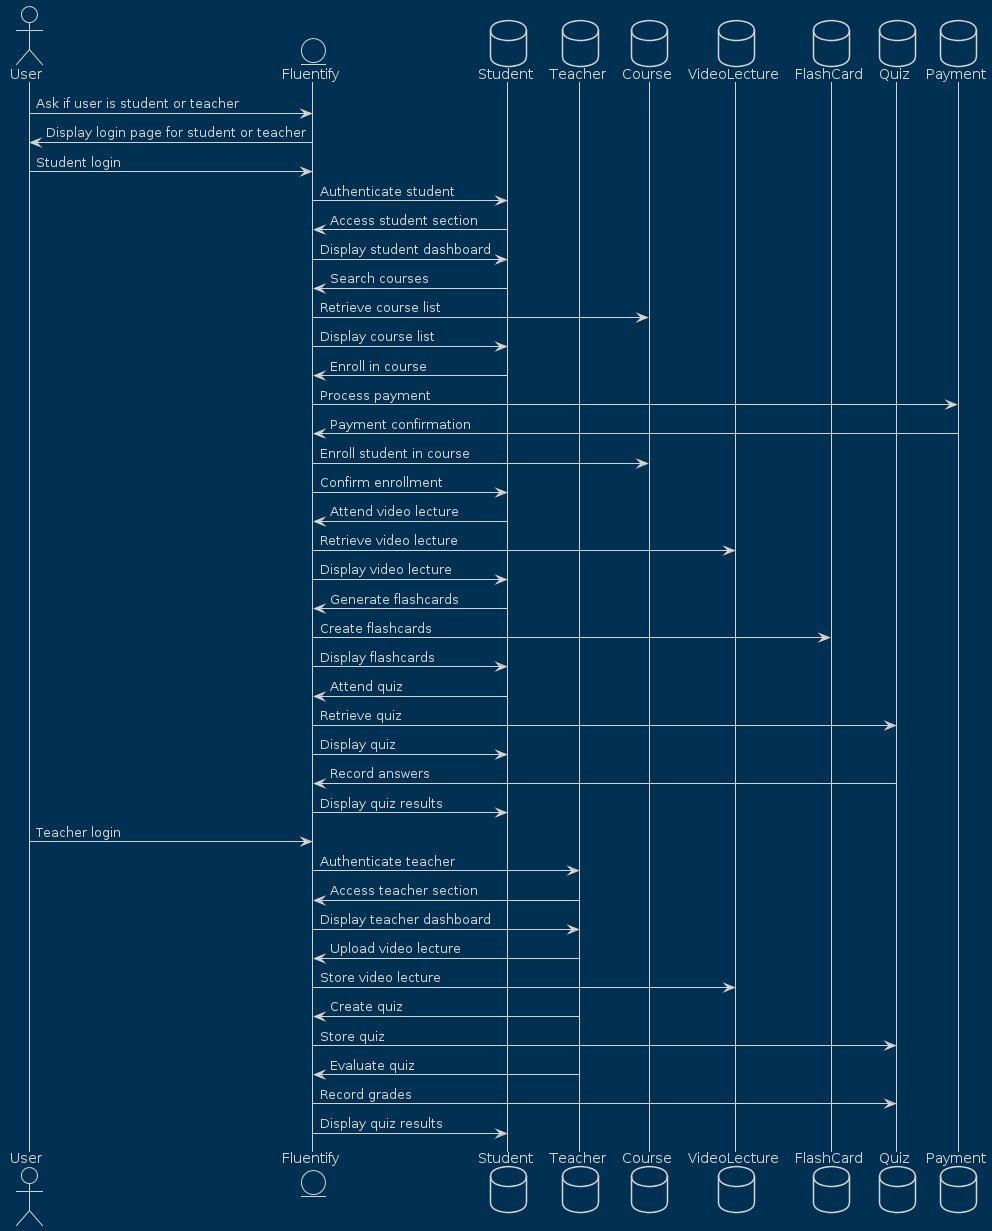 User
Fluentify
Student
Teacher
Course
VideoLecture
FlashCard
Quiz
Payment
Ask if user is student or teacher
Display login page for student or teacher
Student login
Authenticate student
Access student section
Display student dashboard
Search courses
Retrieve course list
Display course list
Enroll in course
Process payment
Payment confirmation
Enroll student in course
Confirm enrollment
Attend video lecture
Retrieve video lecture
Display video lecture
Generate flashcards
Create flashcards
Display flashcards
Attend quiz
Retrieve quiz
Display quiz
Record answers
Display quiz results
Teacher login
Authenticate teacher
Access teacher section
Display teacher dashboard
Upload video lecture
Store video lecture
Create quiz
Store quiz
Evaluate quiz
Record grades
Display quiz results
User
Fluentify
Student
Teacher
Course
VideoLecture
FlashCard
Quiz
Payment